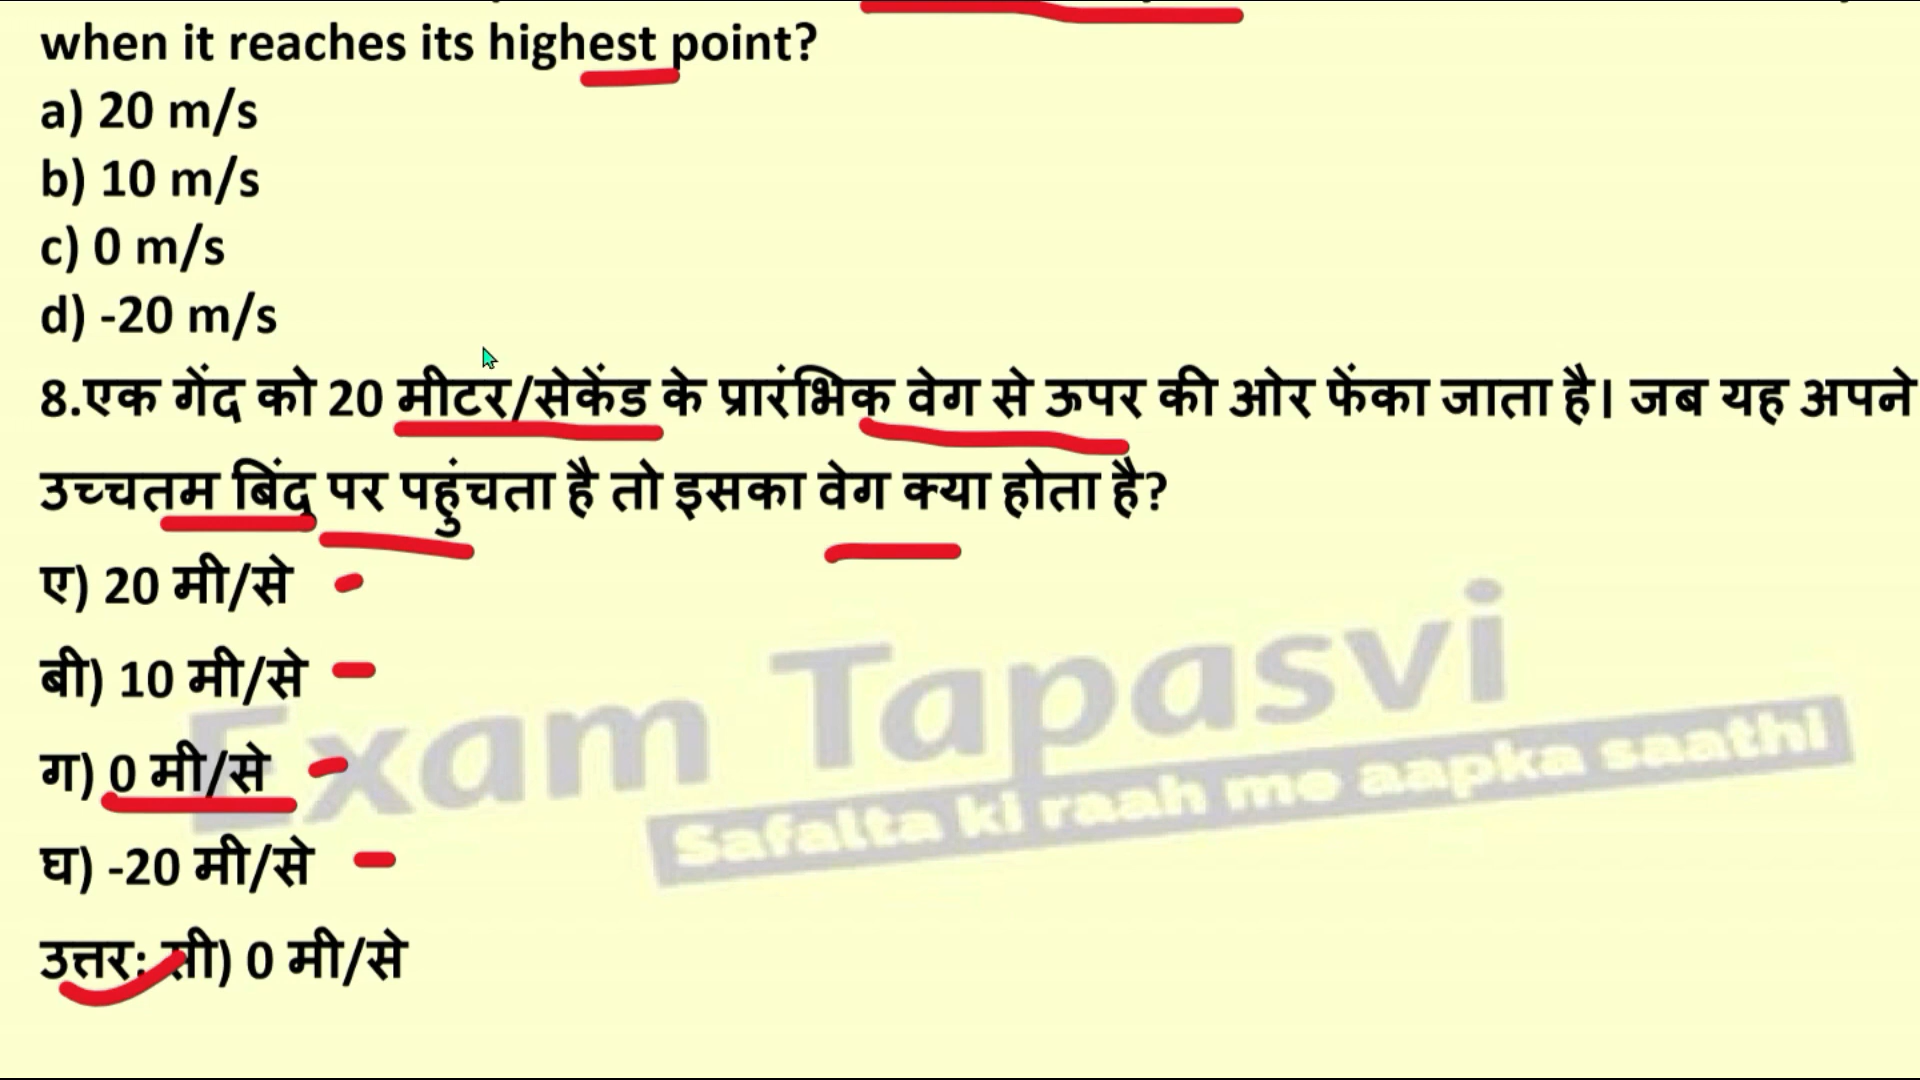 when it reaches its highest point?
a) 20 m/s
b) 10 m/s
c) 0 m/s
d) -20 m/s
8.एक गेंद को 20 मीटर/सेकेंड के प्रारंभिक वेग से ऊपर की ओर फेंका जाता है। जब यह अपने
उच्चतम बिंदु पर पहुंचता है तो इसका वेग क्या होता है?
ए) 20 मी/से
बी) 10 मी/से
ग) 0 मी/से
घ) -20 मी/से
उत्तर: सी) 0 मी/से
Exam Tapasvi
Safalta ki raah me aapka saathi